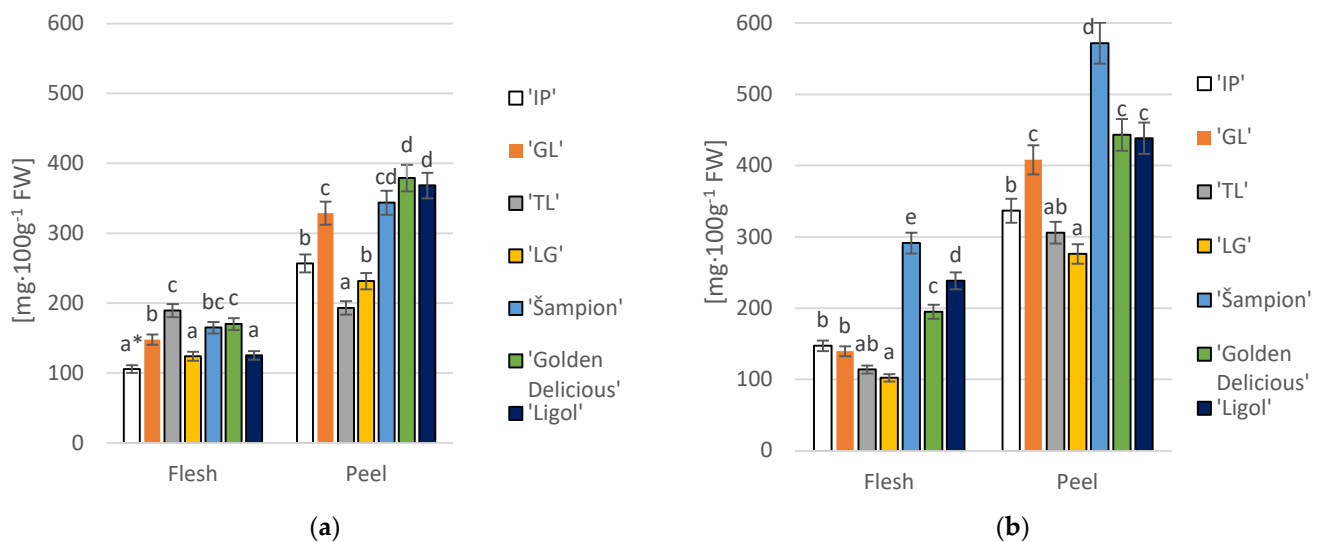 600
500
400
300
200
100
0
[mg·100g⁻¹ FW]
a*
b
c
a
bc
c
a
b
c
a
b
cd
d
d
Flesh
Peel
'IP'
'GL'
'TL'
'LG'
'Šampion'
'Golden
Delicious'
'Ligol'
(a)
600
500
400
300
200
100
0
[mg·100g⁻¹ FW]
b
b
ab
a
e
c
d
b
c
ab
a
d
c
c
Flesh
Peel
'IP'
'GL'
'TL'
'LG'
'Šampion'
'Golden
Delicious'
'Ligol'
(b)